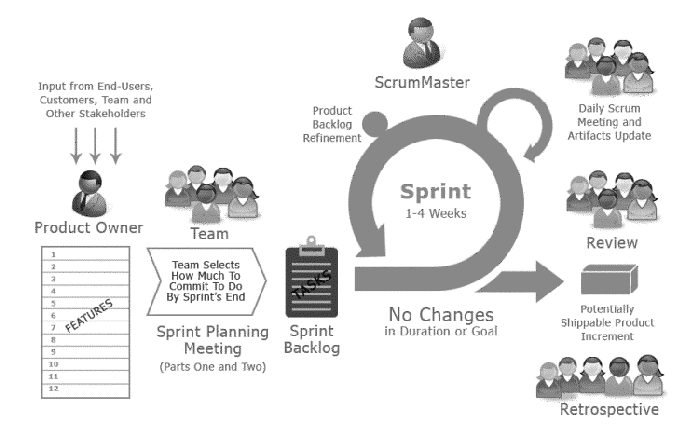 Input from End-Users,
Customers, Team and
Other Stakeholders
Product Owner
1
2
3
4
5
6
7
8
9
10
11
12
FEATURES
Team
Team Selects
How Much To
Commit To Do
By Sprint's End
Sprint Planning
Meeting
(Parts One and Two)
TASKS
Sprint
Backlog
ScrumMaster
Product
Backlog
Refinement
Sprint
1-4 Weeks
No Changes
in Duration or Goal
Daily Scrum
Meeting and
Artifacts Update
Review
Potentially
Shippable Product
Increment
Retrospective